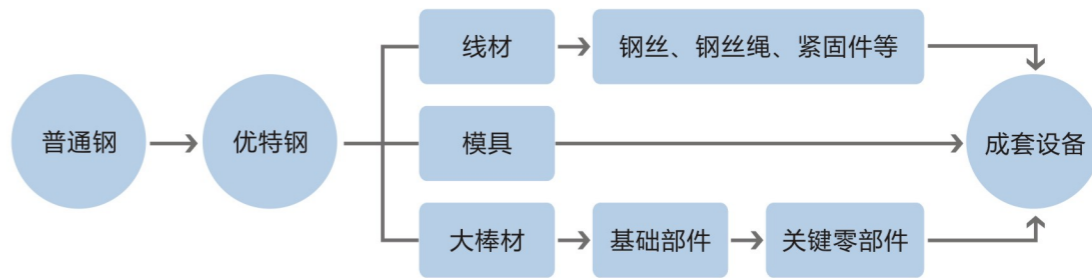 普通钢
优特钢
线材
钢丝、钢丝绳、紧固件等
模具
大棒材
基础部件
关键零部件
成套设备